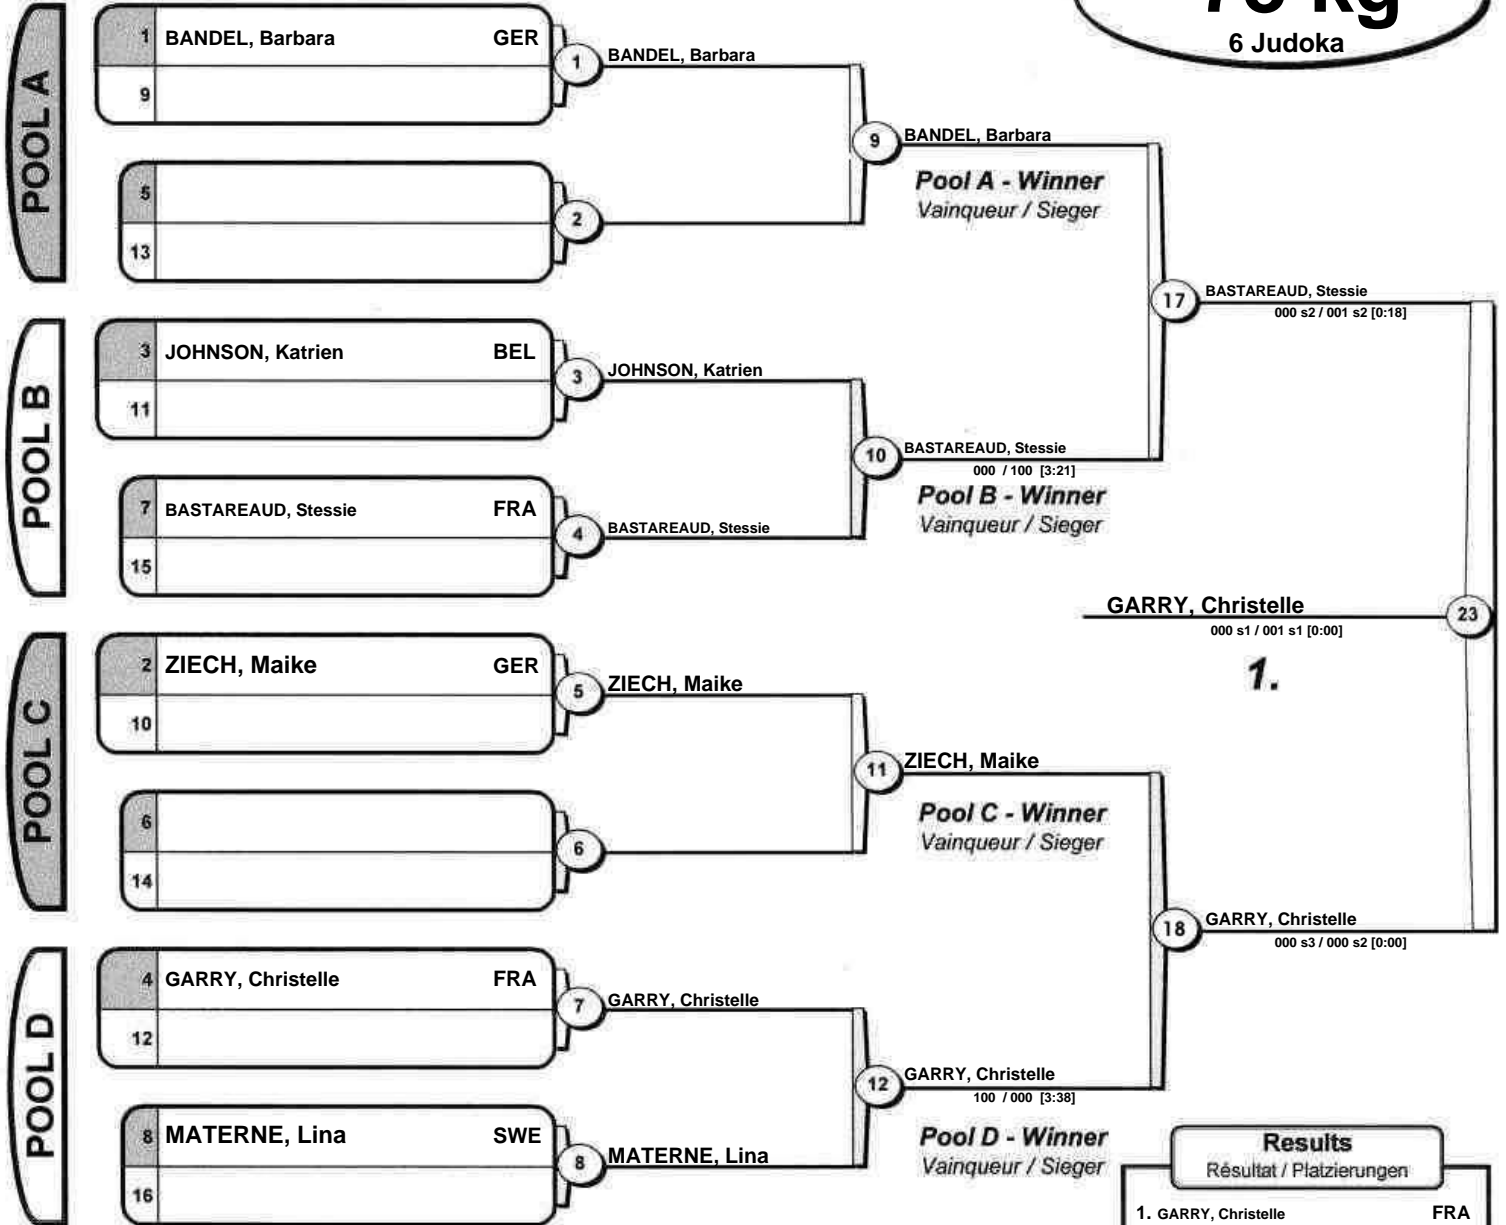 6 Judoka
POOL A
1 BANDEL, Barbara GER
9
1
BANDEL, Barbara
5
13
2
9
BANDEL, Barbara
Pool A - Winner
Vainqueur / Sieger
POOL B
3 JOHNSON, Katrien BEL
11
3
JOHNSON, Katrien
7 BASTAREAUD, Stessie FRA
15
4
BASTAREAUD, Stessie
10
BASTAREAUD, Stessie
000 / 100 [3:21]
Pool B - Winner
Vainqueur / Sieger
17
BASTAREAUD, Stessie
000 s2 / 001 s2 [0:18]
GARRY, Christelle
000 s1 / 001 s1 [0:00]
23
1.
POOL C
2 ZIECH, Maike GER
10
5
ZIECH, Maike
6
14
6
11
ZIECH, Maike
Pool C - Winner
Vainqueur / Sieger
18
GARRY, Christelle
000 s3 / 000 s2 [0:00]
POOL D
4 GARRY, Christelle FRA
12
7
GARRY, Christelle
8 MATERNE, Lina SWE
16
8
MATERNE, Lina
12
GARRY, Christelle
100 / 000 [3:38]
Pool D - Winner
Vainqueur / Sieger
Results
Résultat / Platzierungen
1. GARRY, Christelle FRA